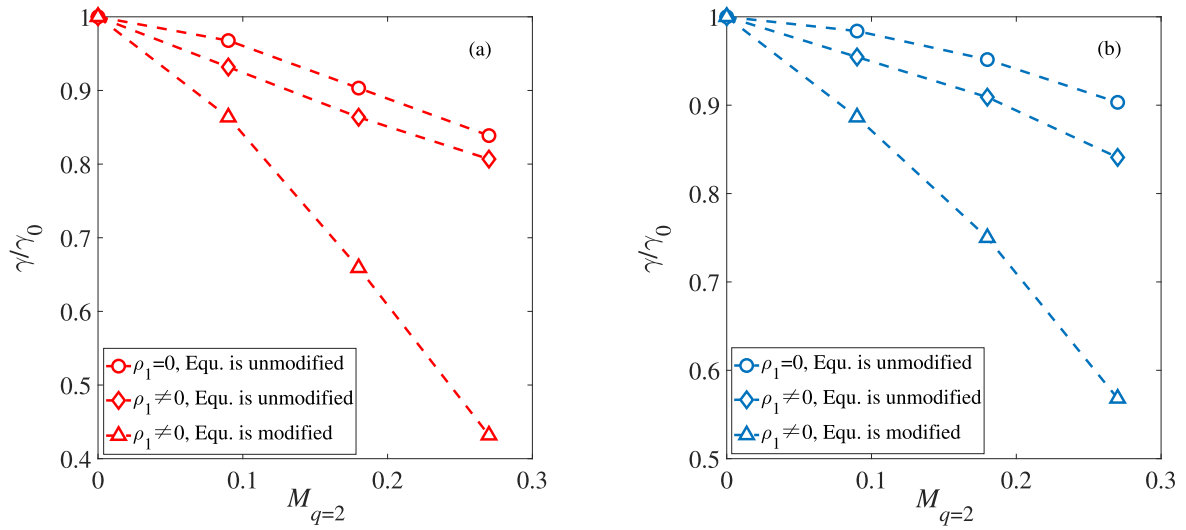 (a)
1
0.9
0.8
0.7
0.6
0.5
0.4
γ/γ0
ρ1=0, Equ. is unmodified
ρ1≠0, Equ. is unmodified
ρ1≠0, Equ. is modified
0 0.1 0.2 0.3
Mq=2
(b)
1
0.9
0.8
0.7
0.6
0.5
γ/γ0
ρ1=0, Equ. is unmodified
ρ1≠0, Equ. is unmodified
ρ1≠0, Equ. is modified
0 0.1 0.2 0.3
Mq=2